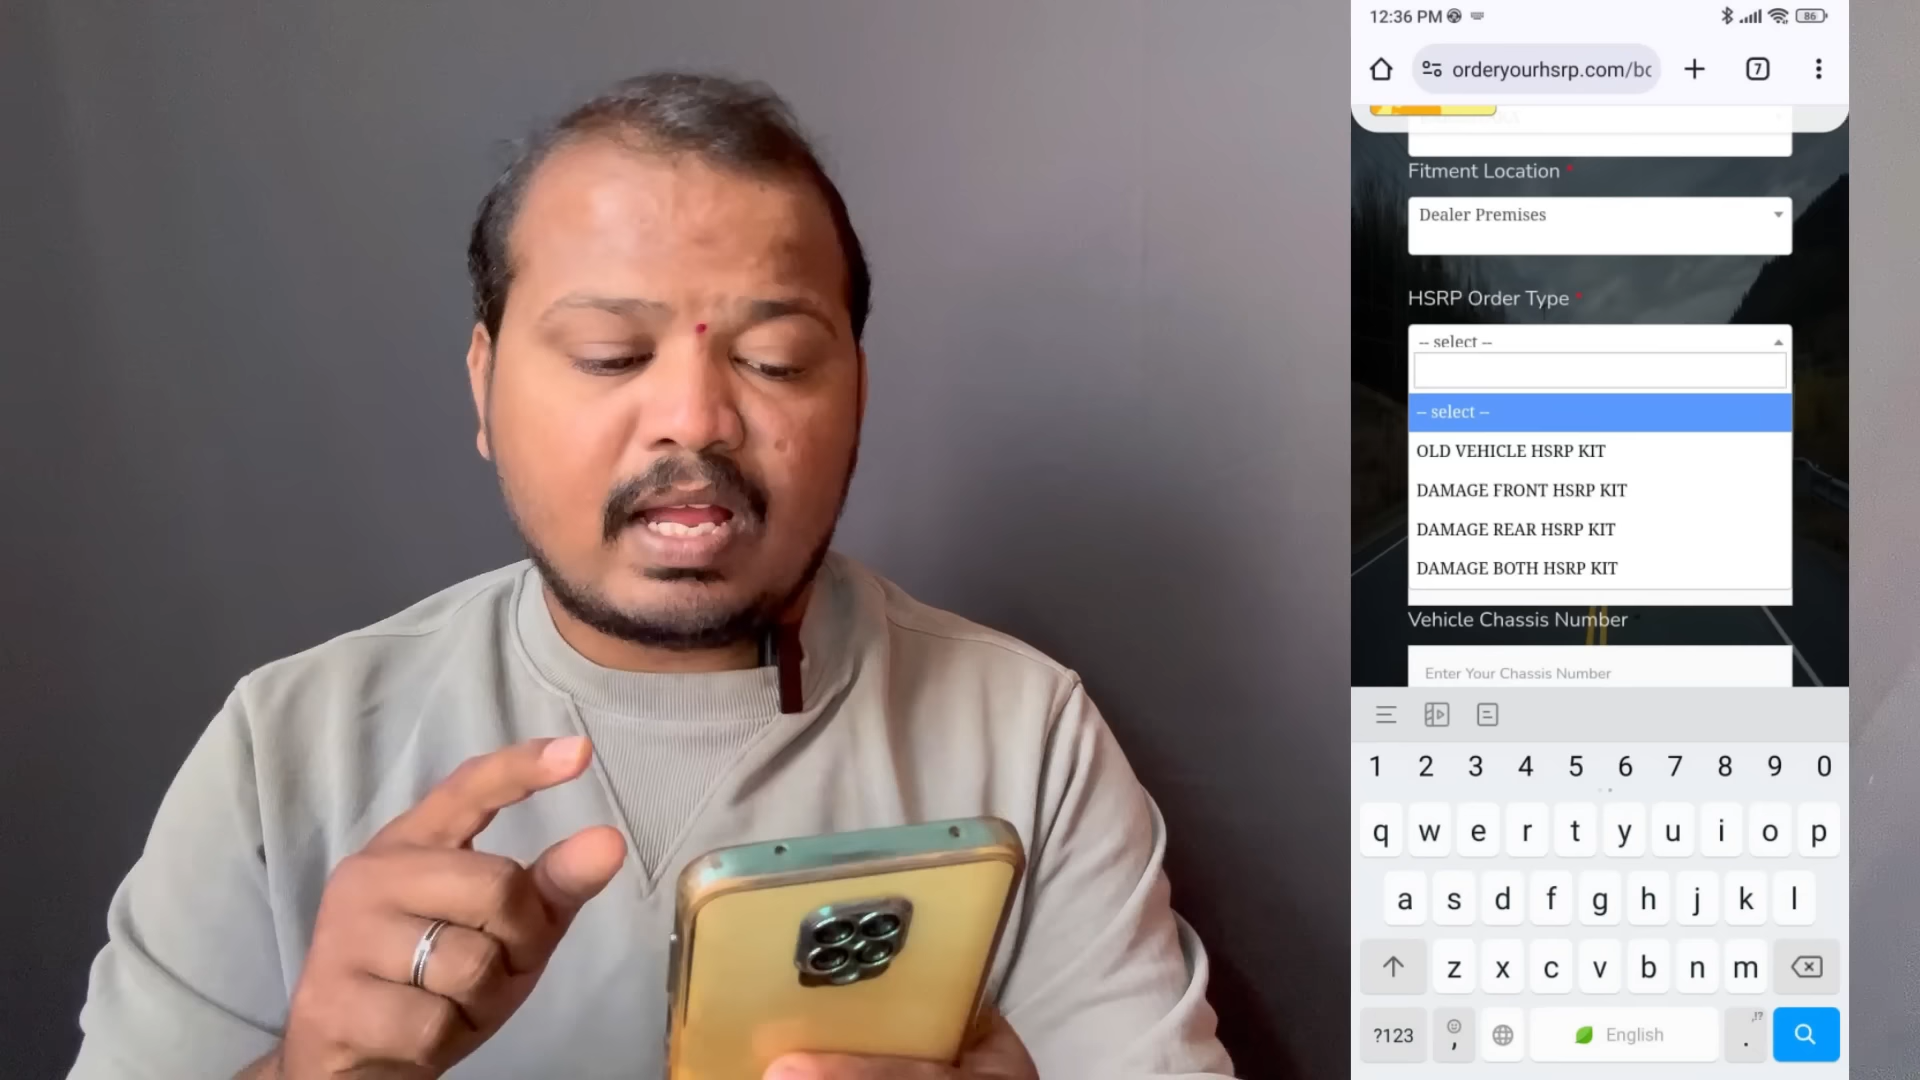 12:36 PM
86
orderyourhsrp.com/bo
7
Fitment Location *
Dealer Premises
HSRP Order Type *
-- select --
-- select --
OLD VEHICLE HSRP KIT
DAMAGE FRONT HSRP KIT
DAMAGE REAR HSRP KIT
DAMAGE BOTH HSRP KIT
Vehicle Chassis Number
Enter Your Chassis Number
1 2 3 4 5 6 7 8 9 0
q w e r t y u i o p
a s d f g h j k l
z x c v b n m
?123 , English . ,!?